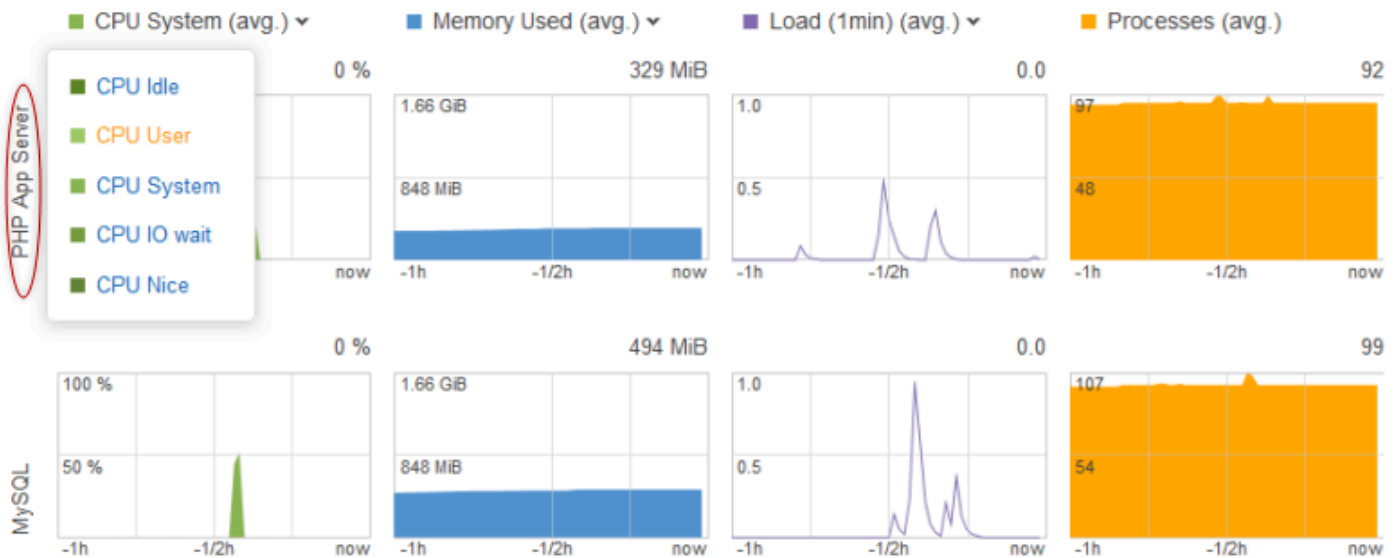 CPU System (avg.)
Memory Used (avg.)
Load (1min) (avg.)
Processes (avg.)
PHP App Server
CPU Idle
CPU User
CPU System
CPU IO wait
CPU Nice
0 %
now
329 MiB
1.66 GiB
848 MiB
-1h -1/2h now
0.0
1.0
0.5
-1h -1/2h now
92
97
48
-1h -1/2h now
MySQL
0 %
100 %
50 %
-1h -1/2h now
494 MiB
1.66 GiB
848 MiB
-1h -1/2h now
0.0
1.0
0.5
-1h -1/2h now
99
107
54
-1h -1/2h now